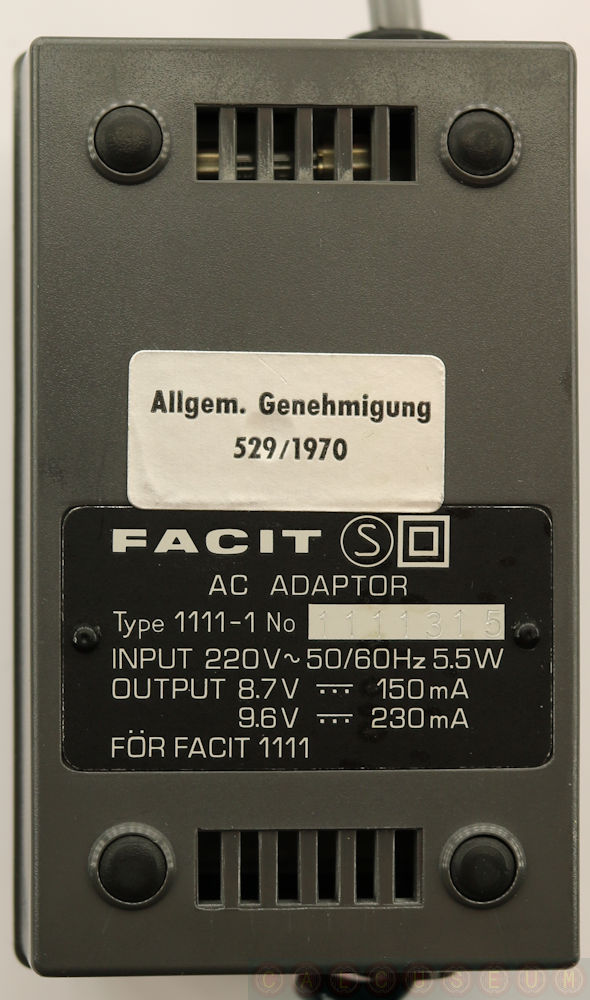 Allgem. Genehmigung
529/1970
FACIT S
AC ADAPTOR
Type 1111-1 No 1111315
INPUT 220V~50/60Hz 5.5W
OUTPUT 8.7V ⎓ 150mA
9.6V ⎓ 230mA
FÖR FACIT 1111
CALCUSEUM